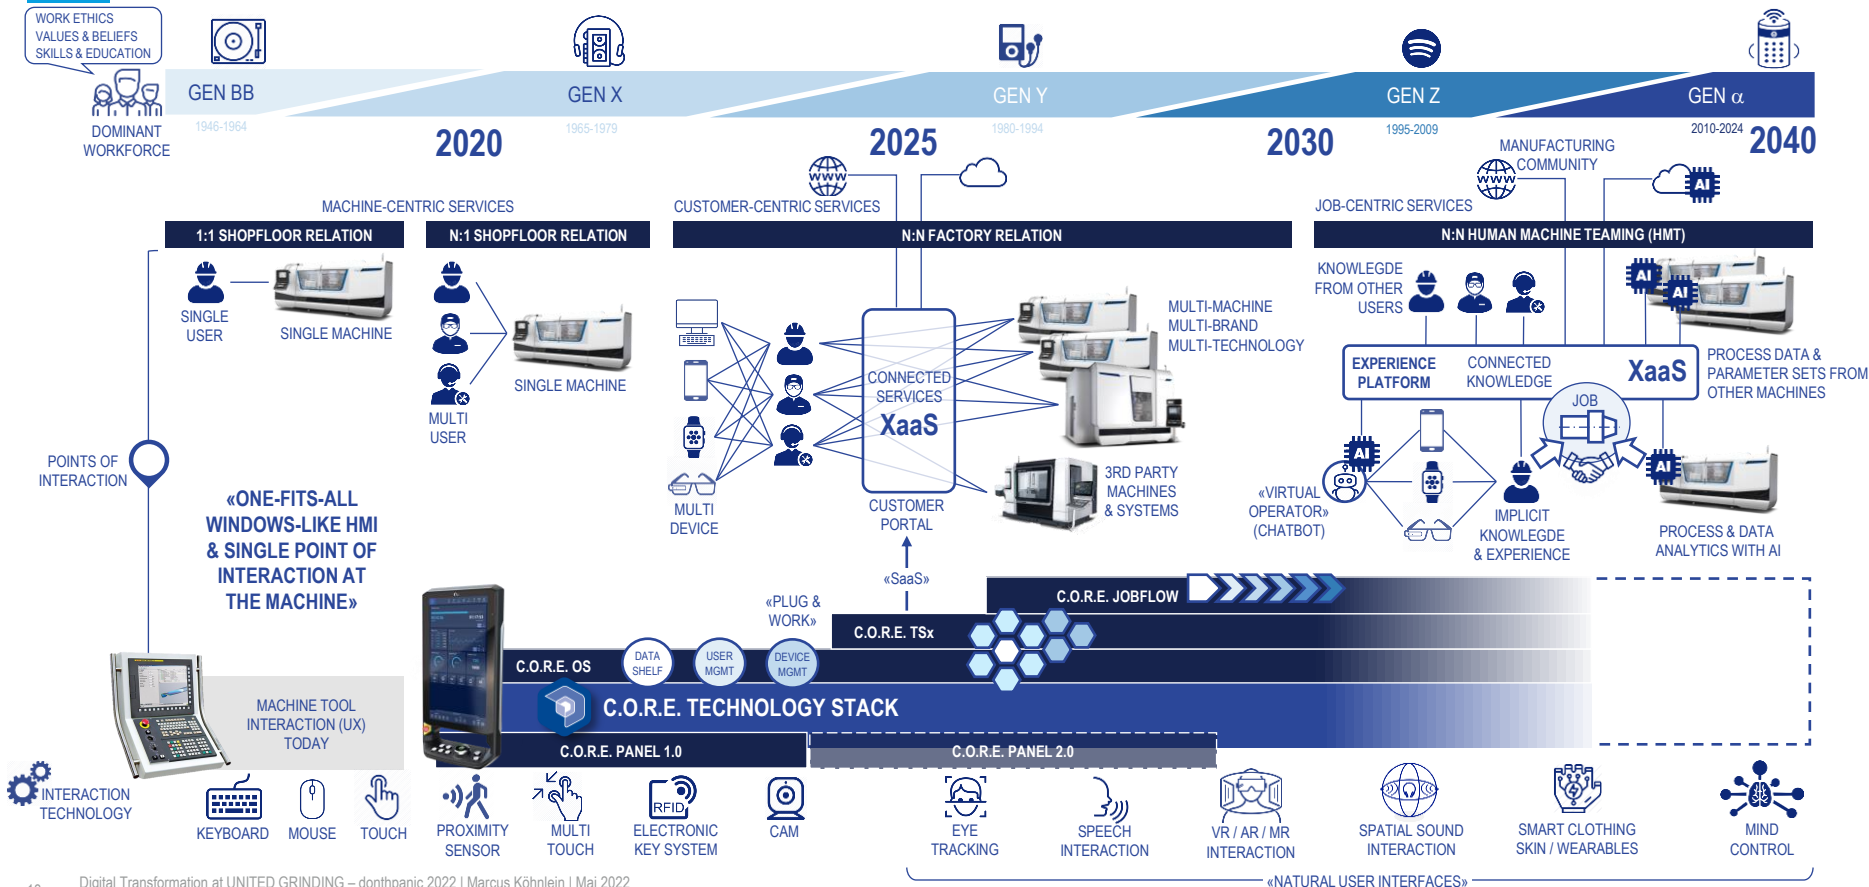 WORK ETHICS
VALUES & BELIEFS
SKILLS & EDUCATION
DOMINANT
WORKFORCE
GEN BB
GEN X
GEN Y
GEN Z
GEN α
1946-1964
1965-1979
1980-1994
1995-2009
2010-2024
2020
2025
2030
2040
MACHINE-CENTRIC SERVICES
CUSTOMER-CENTRIC SERVICES
JOB-CENTRIC SERVICES
WWW
WWW
MANUFACTURING
COMMUNITY
AI
1:1 SHOPFLOOR RELATION
N:1 SHOPFLOOR RELATION
N:N FACTORY RELATION
N:N HUMAN MACHINE TEAMING (HMT)
SINGLE
USER
SINGLE MACHINE
MULTI
USER
SINGLE MACHINE
MULTI
DEVICE
CONNECTED
SERVICES
XaaS
CUSTOMER
PORTAL
«SaaS»
MULTI-MACHINE
MULTI-BRAND
MULTI-TECHNOLOGY
3RD PARTY
MACHINES
& SYSTEMS
KNOWLEGDE
FROM OTHER
USERS
AI
AI
EXPERIENCE
PLATFORM
CONNECTED
KNOWLEDGE
XaaS
PROCESS DATA &
PARAMETER SETS FROM
OTHER MACHINES
JOB
AI
AI
«VIRTUAL
OPERATOR»
(CHATBOT)
IMPLICIT
KNOWLEGDE
& EXPERIENCE
PROCESS & DATA
ANALYTICS WITH AI
POINTS OF
INTERACTION
«ONE-FITS-ALL
WINDOWS-LIKE HMI
& SINGLE POINT OF
INTERACTION AT
THE MACHINE»
«PLUG &
WORK»
C.O.R.E. JOBFLOW
C.O.R.E. TSx
C.O.R.E. OS
DATA
SHELF
USER
MGMT
DEVICE
MGMT
C.O.R.E. TECHNOLOGY STACK
C.O.R.E. PANEL 1.0
C.O.R.E. PANEL 2.0
MACHINE TOOL
INTERACTION (UX)
TODAY
INTERACTION
TECHNOLOGY
KEYBOARD
MOUSE
TOUCH
PROXIMITY
SENSOR
MULTI
TOUCH
RFID
ELECTRONIC
KEY SYSTEM
CAM
EYE
TRACKING
SPEECH
INTERACTION
VR / AR / MR
INTERACTION
SPATIAL SOUND
INTERACTION
SMART CLOTHING
SKIN / WEARABLES
MIND
CONTROL
«NATURAL USER INTERFACES»
Digital Transformation at UNITED GRINDING – donthpanic 2022 | Marcus Köhnlein | Mai 2022